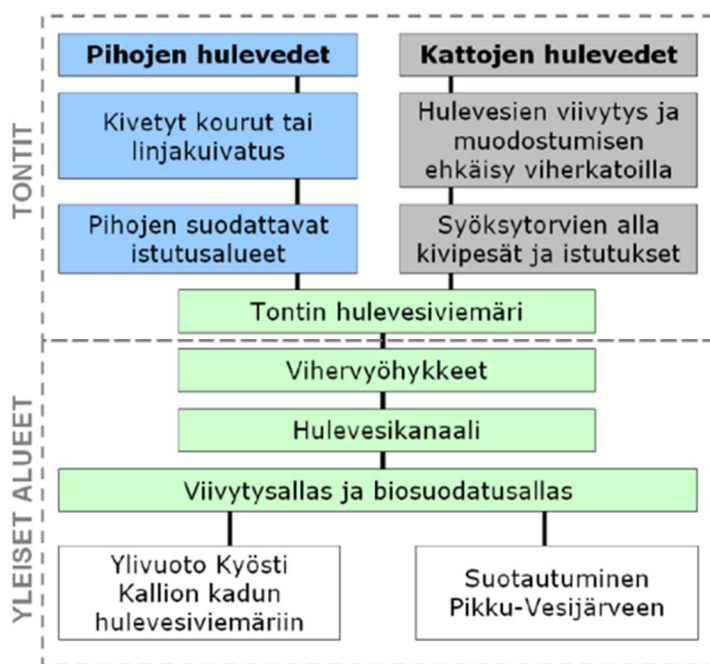 TONTIT
Pihojen hulevedet
Kattojen hulevedet
Kivetyt kourut tai
linjakuivatus
Hulevesien viivytys ja
muodostumisen
ehkäisy viherkatoilla
Pihojen suodattavat
istutusalueet
Syöksytorvien alla
kivipesät ja istutukset
Tontin hulevesiviemäri
YLEISET ALUEET
Vihervyöhykkeet
Hulevesikanaali
Viivytysallas ja biosuodatusallas
Ylivuoto Kyösti
Kallion kadun
hulevesiviemäriin
Suotautuminen
Pikku-Vesijärveen